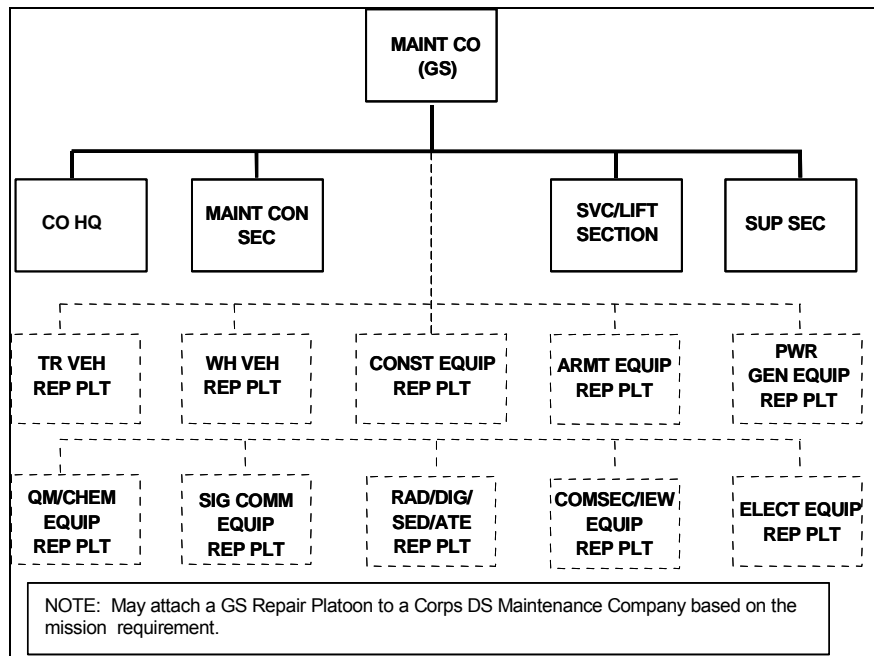 MAINT CO
(GS)
CO HQ
MAINT CON
SEC
SVC/LIFT
SECTION
SUP SEC
TR VEH
REP PLT
WH VEH
REP PLT
CONST EQUIP
REP PLT
ARMT EQUIP
REP PLT
PWR
GEN EQUIP
REP PLT
QM/CHEM
EQUIP
REP PLT
SIG COMM
EQUIP
REP PLT
RAD/DIG/
SED/ATE
REP PLT
COMSEC/IEW
EQUIP
REP PLT
ELECT EQUIP
REP PLT
NOTE: May attach a GS Repair Platoon to a Corps DS Maintenance Company based on the
mission requirement.